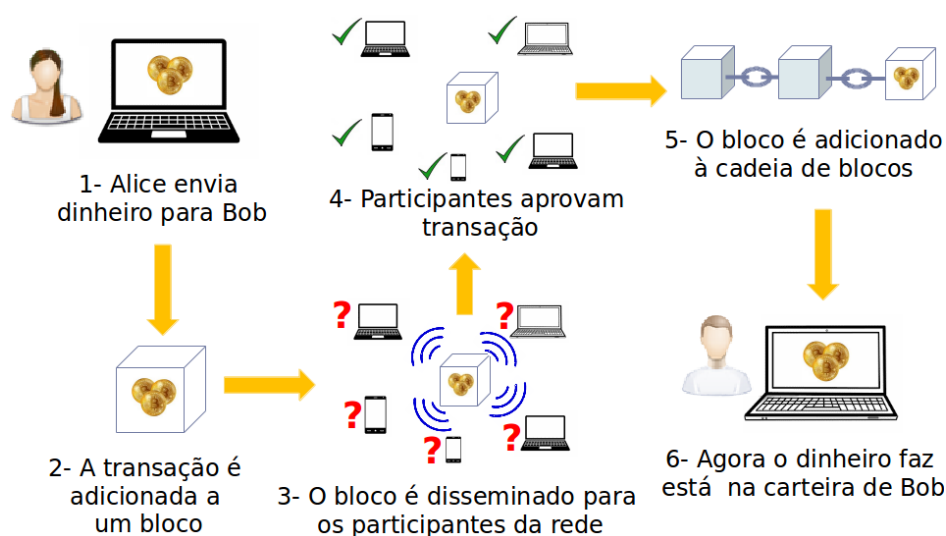 1- Alice envia
dinheiro para Bob
2- A transação é
adicionada a
um bloco
3- O bloco é disseminado para
os participantes da rede
4- Participantes aprovam
transação
5- O bloco é adicionado
à cadeia de blocos
6- Agora o dinheiro faz
está na carteira de Bob
?
?
?
?
?